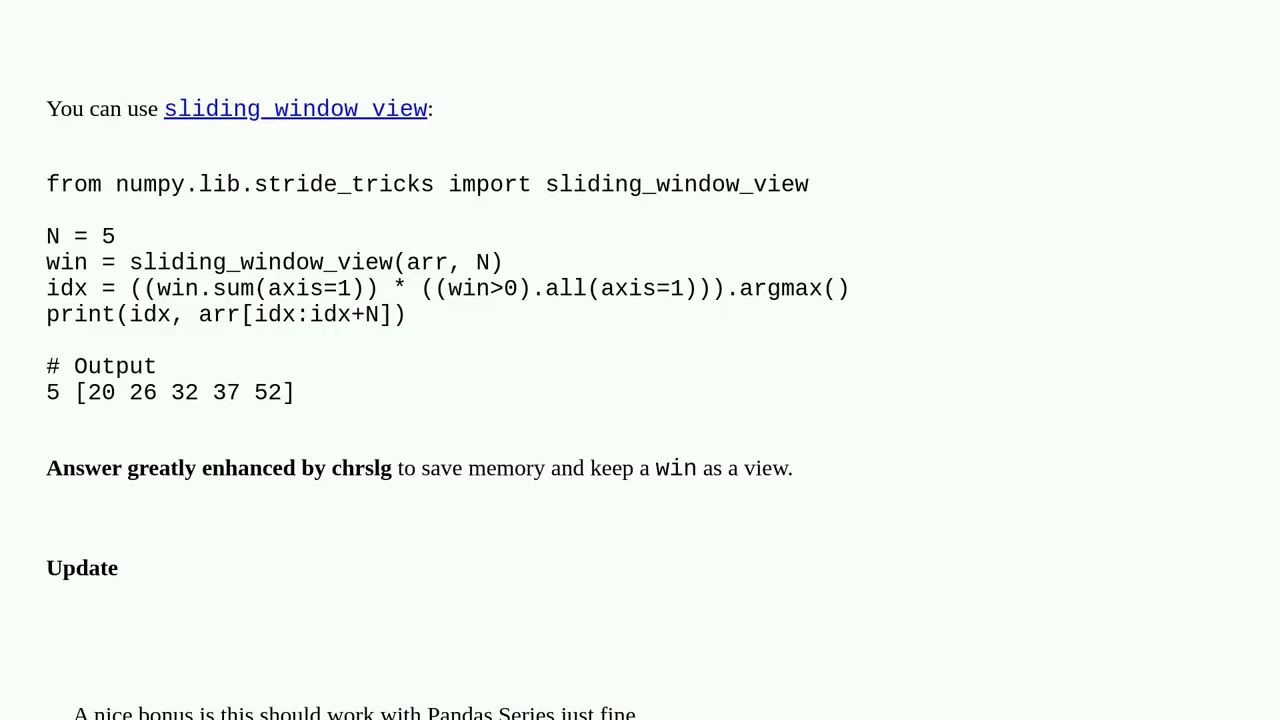 You can use sliding_window_view:
from numpy.lib.stride_tricks import sliding_window_view
N = 5
win = sliding_window_view(arr, N)
idx = ((win.sum(axis=1)) * ((win>0).all(axis=1))).argmax()
print(idx, arr[idx:idx+N])
# Output
5 [20 26 32 37 52]
Answer greatly enhanced by chrslg to save memory and keep a win as a view.
Update
A nice bonus is this should work with Pandas Series just fine